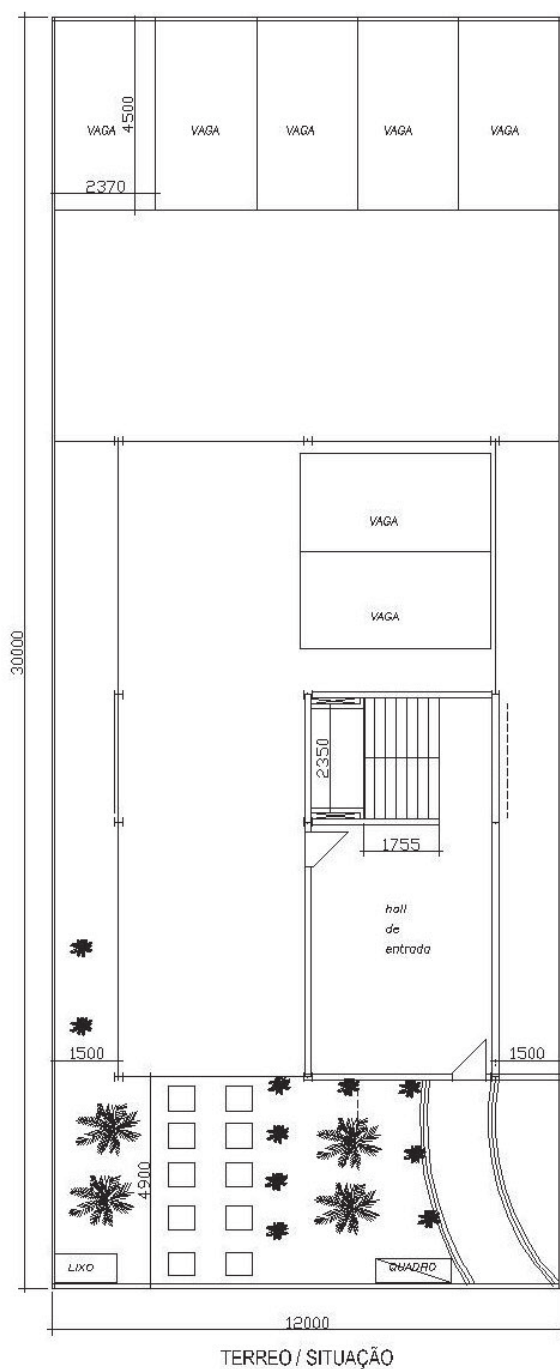 VAGA
VAGA
VAGA
VAGA
VAGA
4500
2370
VAGA
VAGA
30000
2350
1755
hall
de
entrada
1500
1500
4900
LIXO
QUADRO
12000
TERREO / SITUAÇÃO